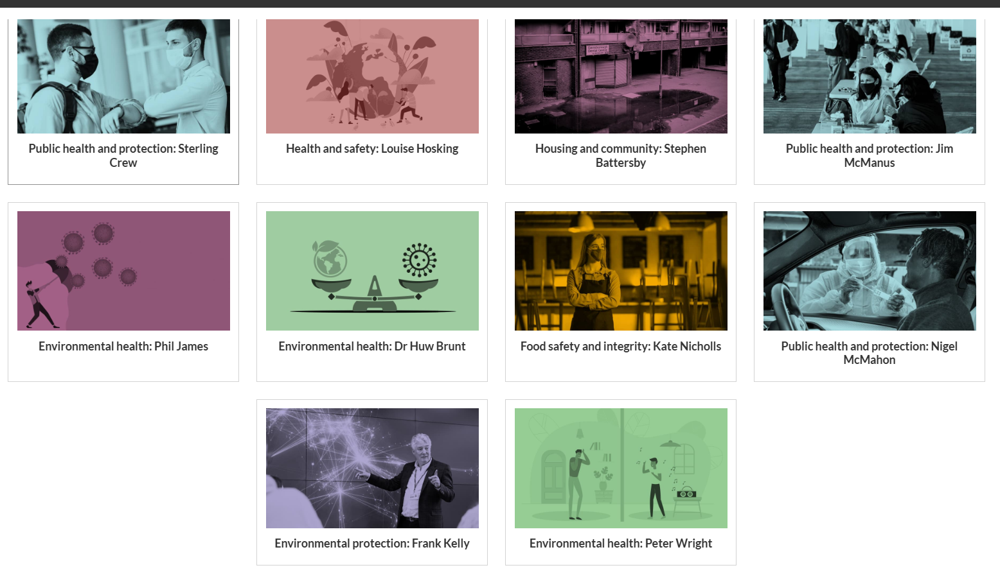 Public health and protection: Sterling
Crew
Health and safety: Louise Hosking
Housing and community: Stephen
Battersby
Public health and protection: Jim
McManus
Environmental health: Phil James
Environmental health: Dr Huw Brunt
Food safety and integrity: Kate Nicholls
Public health and protection: Nigel
McMahon
Environmental protection: Frank Kelly
Environmental health: Peter Wright